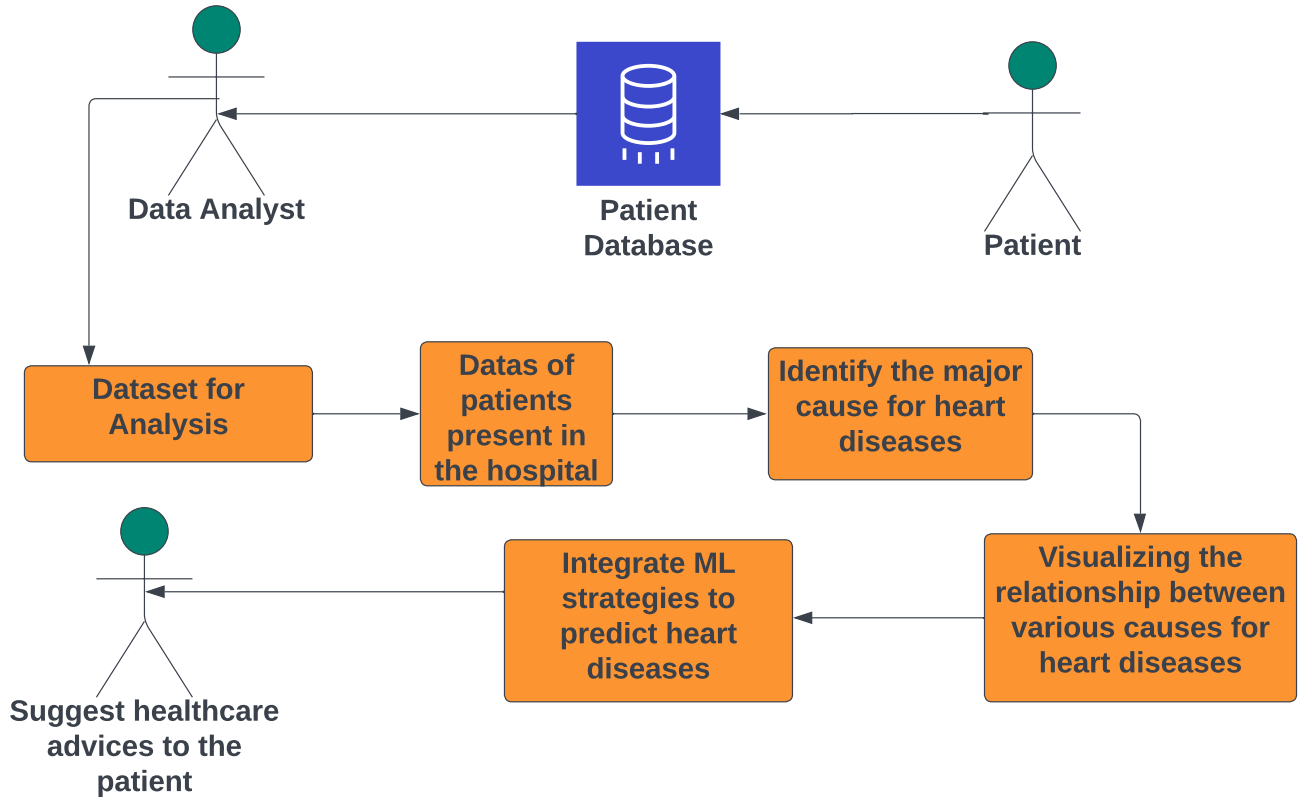 Data Analyst
Patient
Database
Patient
Dataset for
Analysis
Datas of
patients
present in
the hospital
Identify the major
cause for heart
diseases
Visualizing the
relationship between
various causes for
heart diseases
Integrate ML
strategies to
predict heart
diseases
Suggest healthcare
advices to the
patient